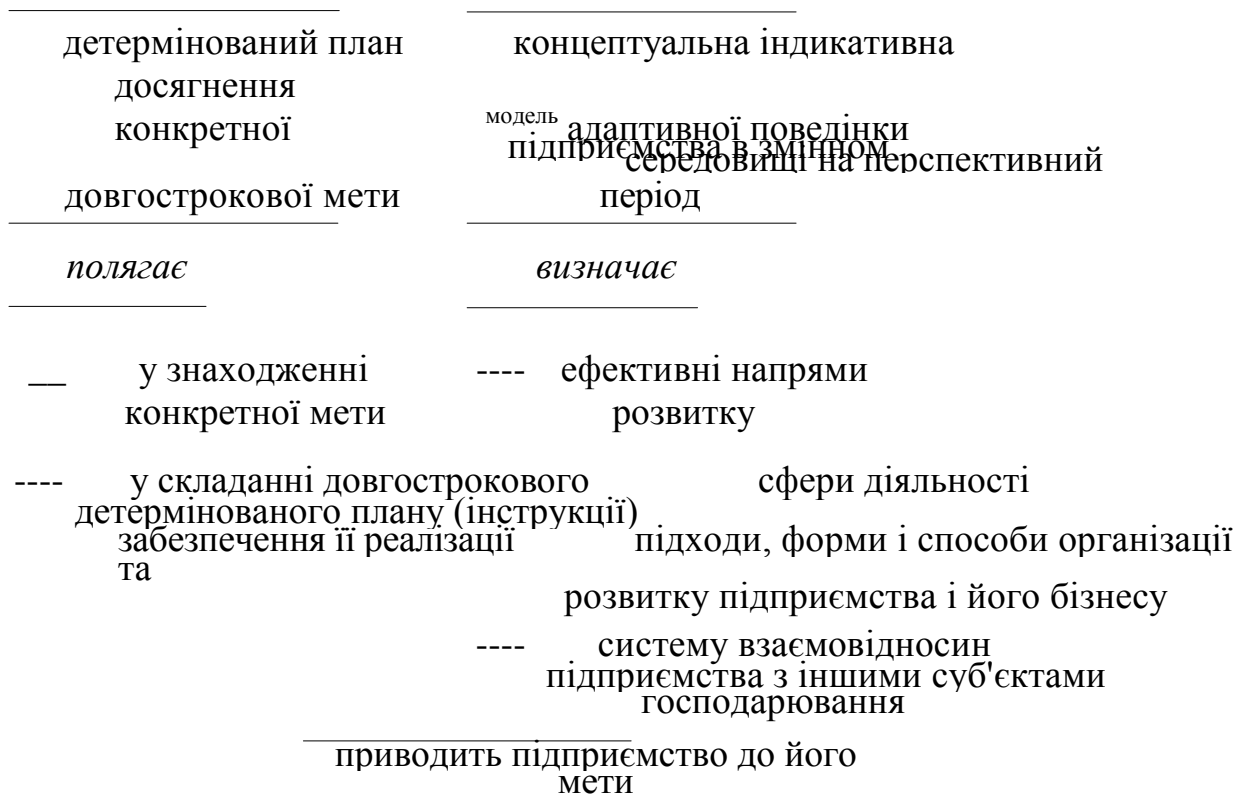 детермінований план
досягнення
конкретної
довгострокової мети
концептуальна індикативна
модель адаптивної поведінки
підприємства в змінном
середовищі на перспективний
період
полягає
визначає
__ у знаходженні
конкретної мети
---- у складанні довгострокового
детермінованого плану (інструкції)
забезпечення її реалізації
та
---- ефективні напрями
розвитку
сфери діяльності
підходи, форми і способи організації
розвитку підприємства і його бізнесу
---- систему взаємовідносин
підприємства з іншими суб'єктами
господарювання
приводить підприємство до його
мети